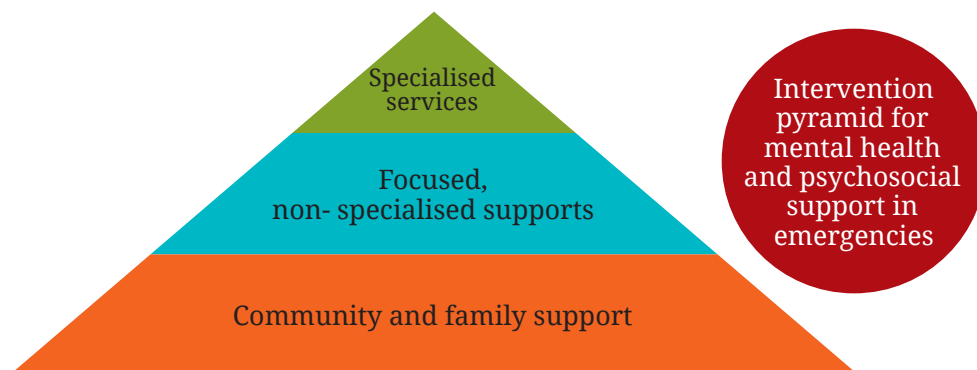 Specialised
services
Focused,
non- specialised supports
Community and family support
Intervention
pyramid for
mental health
and psychosocial
support in
emergencies